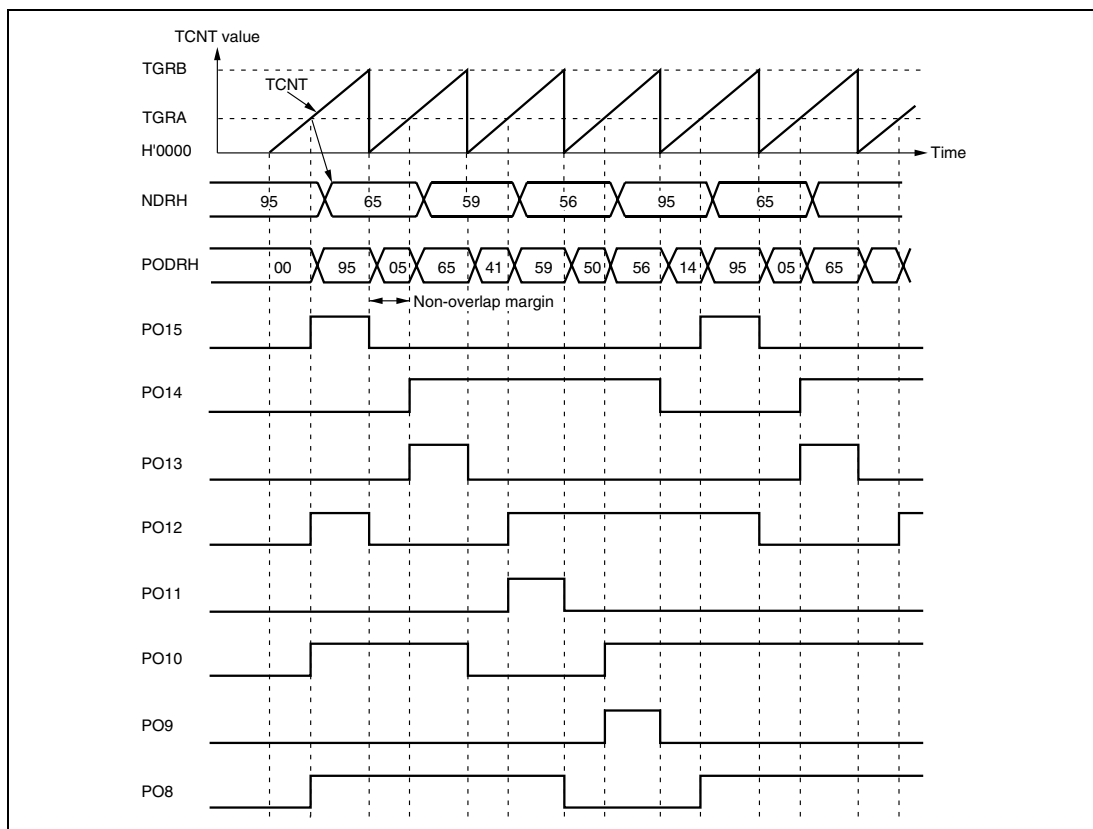 TCNT value
TGRB
TCNT
TGRA
H'0000
Time
NDRH
95 65 59 56 95 65
PODRH
00 95 05 65 41 59 50 56 14 95 05 65
Non-overlap margin
PO15
PO14
PO13
PO12
PO11
PO10
PO9
PO8